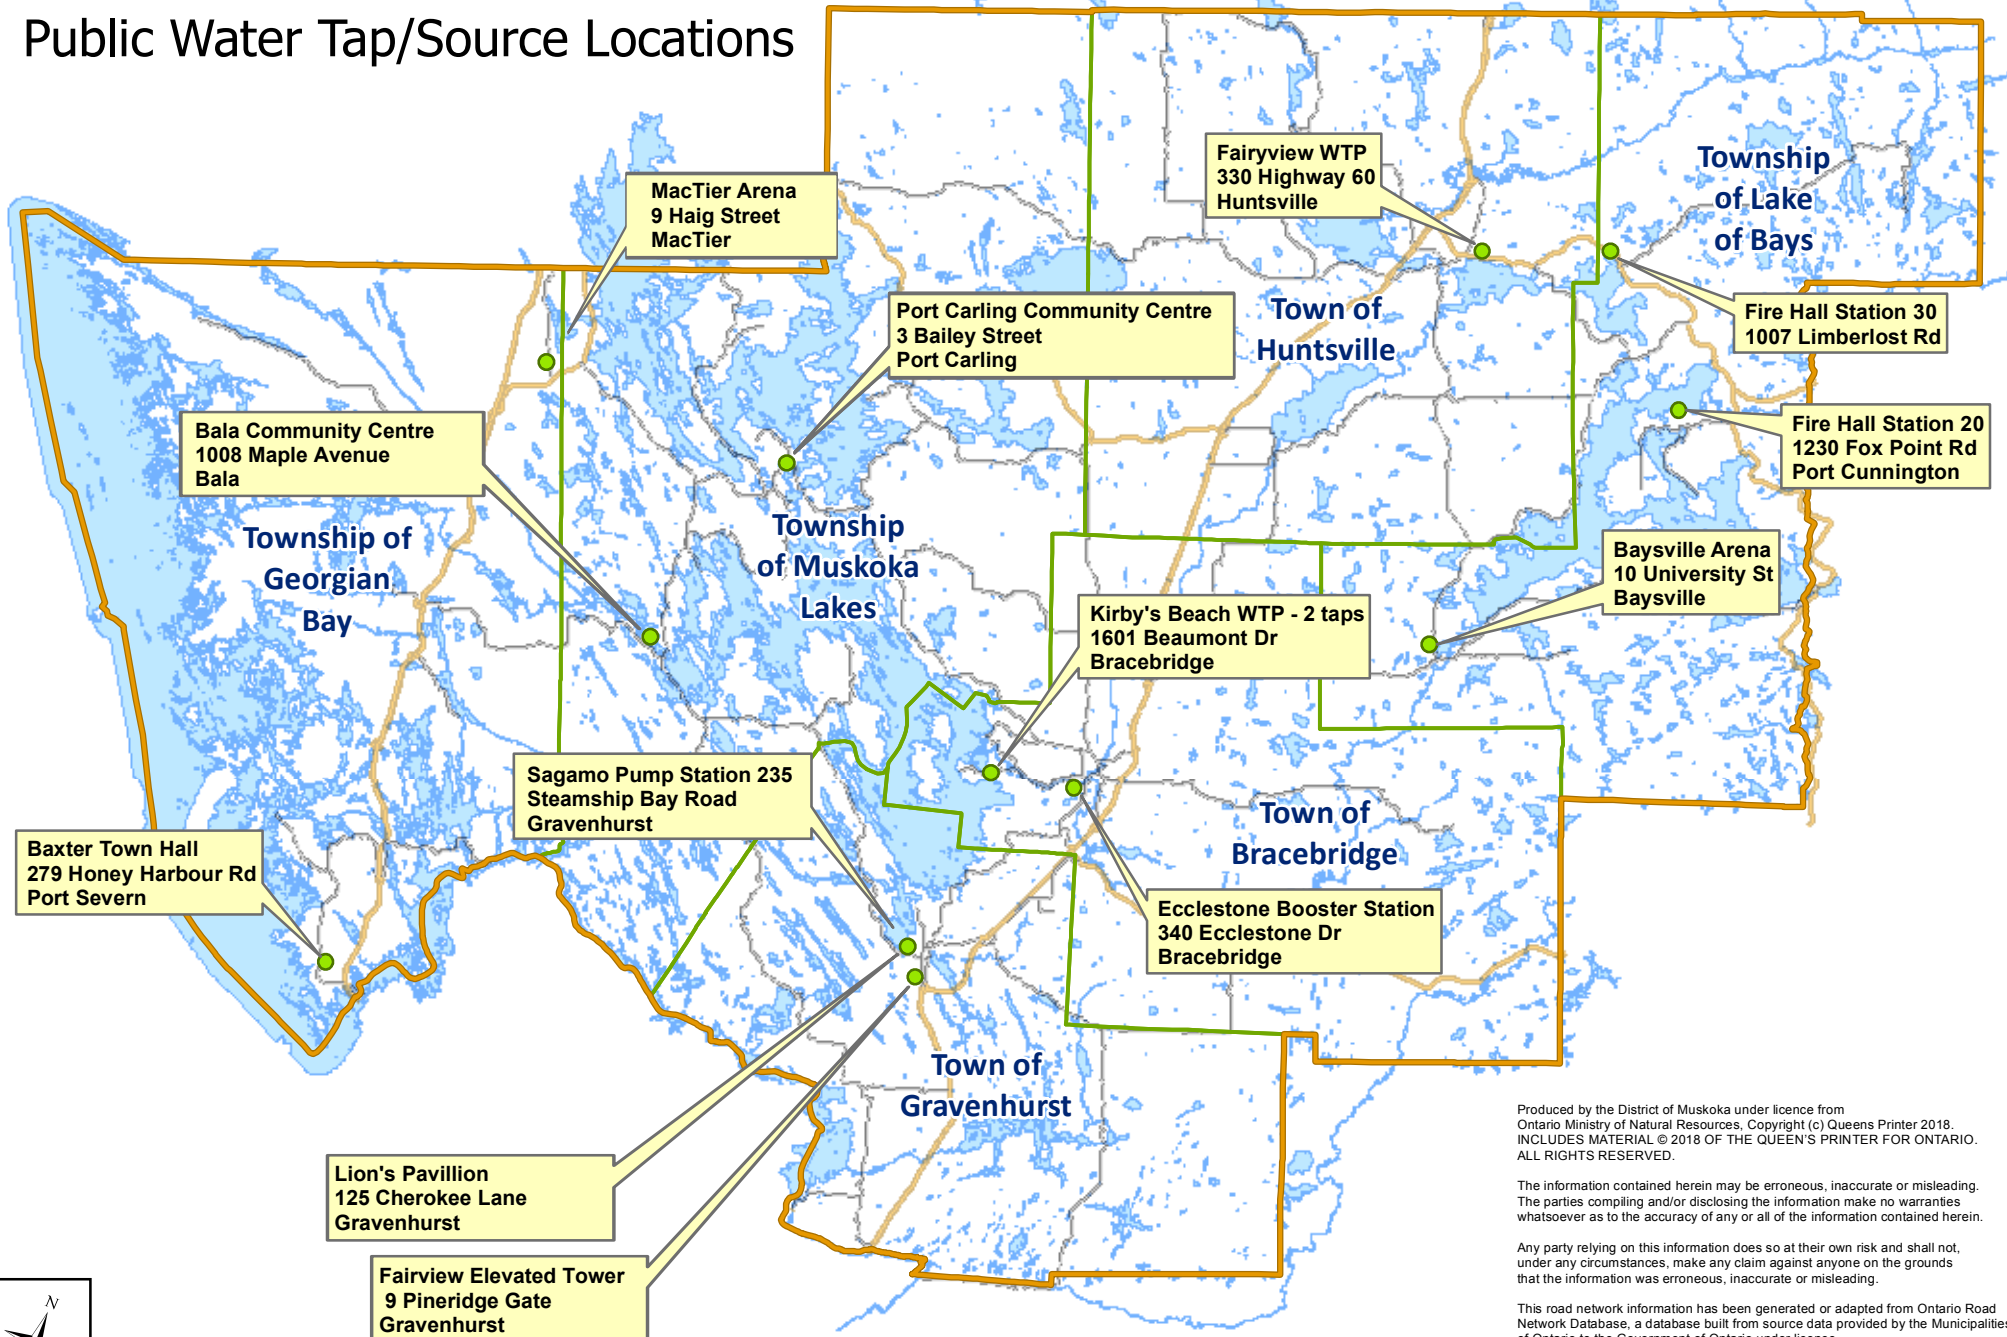 Public Water Tap/Source Locations
MacTier Arena
9 Haig Street
MacTier
Fairyview WTP
330 Highway 60
Huntsville
Township
of Lake
of Bays
Port Carling Community Centre
3 Bailey Street
Port Carling
Town of
Huntsville
Fire Hall Station 30
1007 Limberlost Rd
Bala Community Centre
1008 Maple Avenue
Bala
Fire Hall Station 20
1230 Fox Point Rd
Port Cunnington
Township of
Georgian
Bay
Township
of Muskoka
Lakes
Baysville Arena
10 University St
Baysville
Kirby's Beach WTP - 2 taps
1601 Beaumont Dr
Bracebridge
Sagamo Pump Station 235
Steamship Bay Road
Gravenhurst
Town of
Bracebridge
Baxter Town Hall
279 Honey Harbour Rd
Port Severn
Ecclestone Booster Station
340 Ecclestone Dr
Bracebridge
Town of
Gravenhurst
Lion's Pavillion
125 Cherokee Lane
Gravenhurst
Fairview Elevated Tower
9 Pineridge Gate
Gravenhurst
N
Produced by the District of Muskoka under licence from
Ontario Ministry of Natural Resources, Copyright (c) Queens Printer 2018.
INCLUDES MATERIAL © 2018 OF THE QUEEN'S PRINTER FOR ONTARIO.
ALL RIGHTS RESERVED.
The information contained herein may be erroneous, inaccurate or misleading.
The parties compiling and/or disclosing the information make no warranties
whatsoever as to the accuracy of any or all of the information contained herein.
Any party relying on this information does so at their own risk and shall not,
under any circumstances, make any claim against anyone on the grounds
that the information was erroneous, inaccurate or misleading.
This road network information has been generated or adapted from Ontario Road
Network Database, a database built from source data provided by the Municipalities
of Ontario to the Government of Ontario under licence